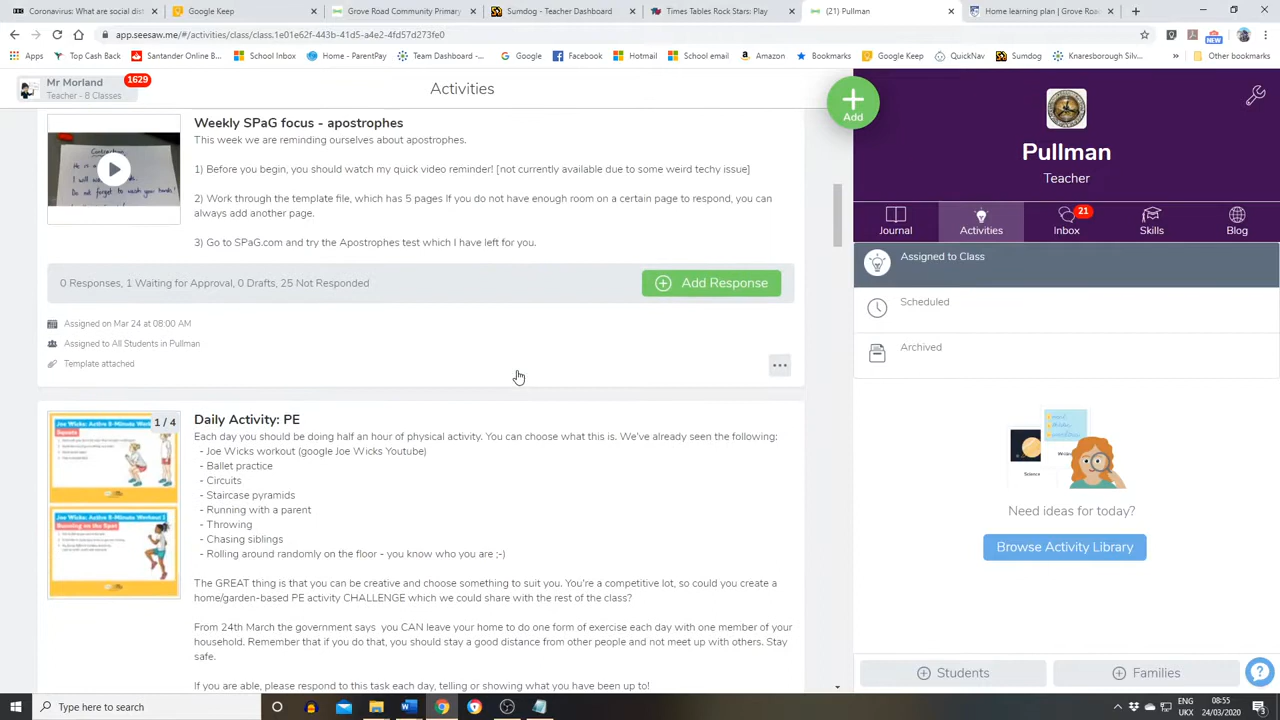 Coronavirus: What are social dist
Google Keep
Grove Road Community Primary
Sumdog - Teacher Dashboard
Times Tables Rock Stars: Play
(21) Pullman
Home learning plan | Grove Road
app.seesaw.me/#/activities/class/class.1e01e62f-443b-41d5-a4e2-4fd57d273fe0
Apps
Top Cash Back
Santander Online B...
School Inbox
Home - ParentPay
Team Dashboard -...
Google
Facebook
Hotmail
School email
Amazon
Bookmarks
Google Keep
QuickNav
Sumdog
Knaresborough Silv...
Other bookmarks
Mr Morland
Teacher - 8 Classes
1629
Activities
Add
Weekly SPaG focus - apostrophes
This week we are reminding ourselves about apostrophes.
1) Before you begin, you should watch my quick video reminder! [not currently available due to some weird techy issue]
2) Work through the template file, which has 5 pages If you do not have enough room on a certain page to respond, you can
always add another page.
3) Go to SPaG.com and try the Apostrophes test which I have left for you.
0 Responses, 1 Waiting for Approval, 0 Drafts, 25 Not Responded
Add Response
Assigned on Mar 24 at 08:00 AM
Assigned to All Students in Pullman
Template attached
1 / 4
Daily Activity: PE
Each day you should be doing half an hour of physical activity. You can choose what this is. We've already seen the following:
- Joe Wicks workout (google Joe Wicks Youtube)
- Ballet practice
- Circuits
- Staircase pyramids
- Running with a parent
- Throwing
- Chasing siblings
- Rolling around randomly on the floor - you know who you are ;-)
The GREAT thing is that you can be creative and choose something to suit you. You're a competitive lot, so could you create a
home/garden-based PE activity CHALLENGE which we could share with the rest of the class?
From 24th March the government says you CAN leave your home to do one form of exercise each day with one member of your
household. Remember that if you do that, you should stay a good distance from other people and not meet up with others. Stay
safe.
If you are able, please respond to this task each day, telling or showing what you have been up to!
Pullman
Teacher
Journal
Activities
Inbox
21
Skills
Blog
Assigned to Class
Scheduled
Archived
Science
Need ideas for today?
Browse Activity Library
Students
Families
Type here to search
ENG
UKX
08:55
24/03/2020